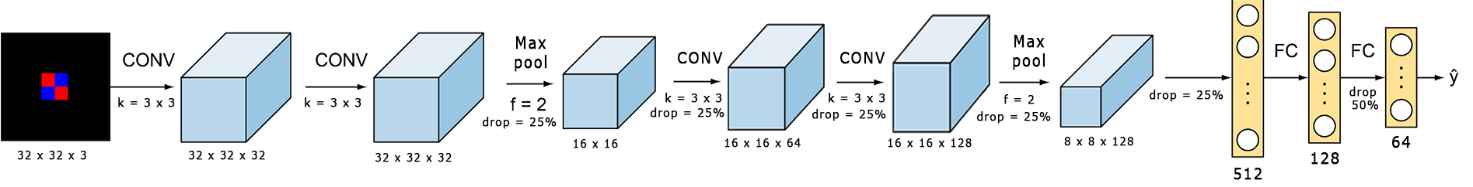 32 x 32 x 3
CONV
k = 3 x 3
32 x 32 x 32
CONV
k = 3 x 3
32 x 32 x 32
Max
pool
f = 2
drop = 25%
16 x 16
CONV
k = 3 x 3
drop = 25%
16 x 16 x 64
CONV
k = 3 x 3
drop = 25%
16 x 16 x 128
Max
pool
f = 2
drop = 25%
8 x 8 x 128
drop = 25%
512
FC
128
FC
drop
50%
64
ŷ